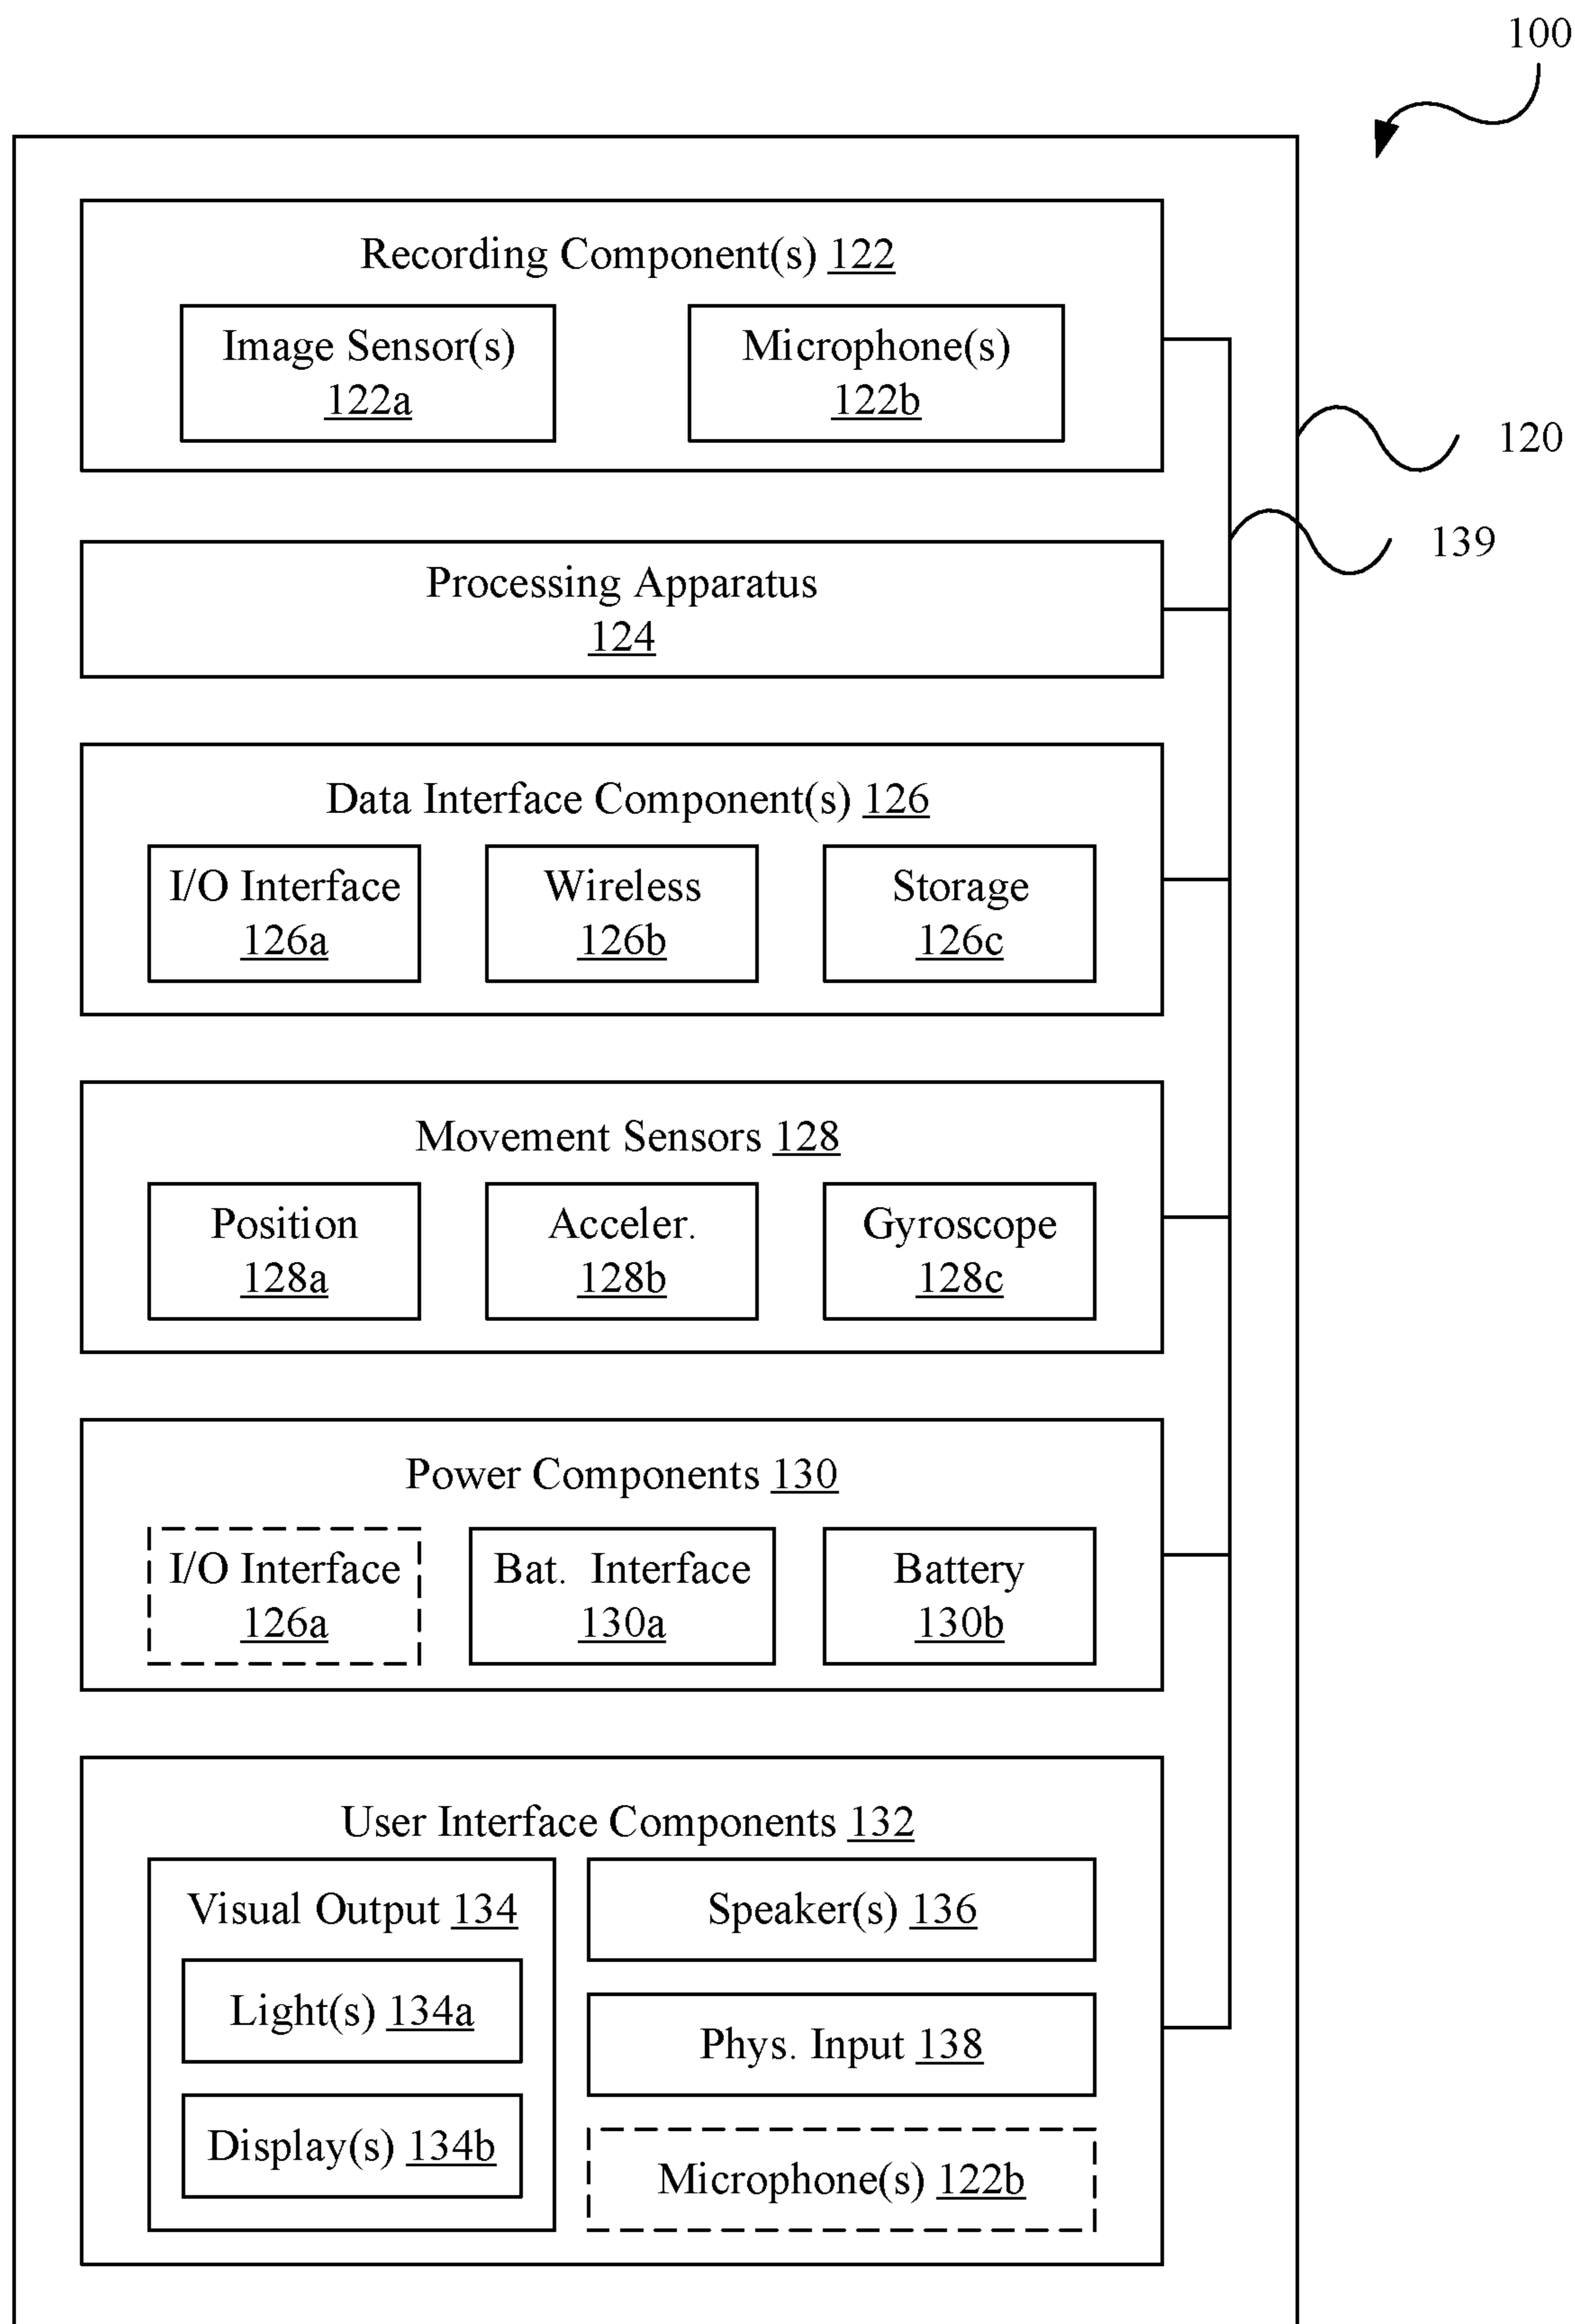 100
Recording Component(s) 122
Image Sensor(s)
122a
Microphone(s)
122b
120
139
Processing Apparatus
124
Data Interface Component(s) 126
I/O Interface
126a
Wireless
126b
Storage
126c
Movement Sensors 128
Position
128a
Acceler.
128b
Gyroscope
128c
Power Components 130
I/O Interface
126a
Bat. Interface
130a
Battery
130b
User Interface Components 132
Visual Output 134
Light(s) 134a
Display(s) 134b
Speaker(s) 136
Phys. Input 138
Microphone(s) 122b